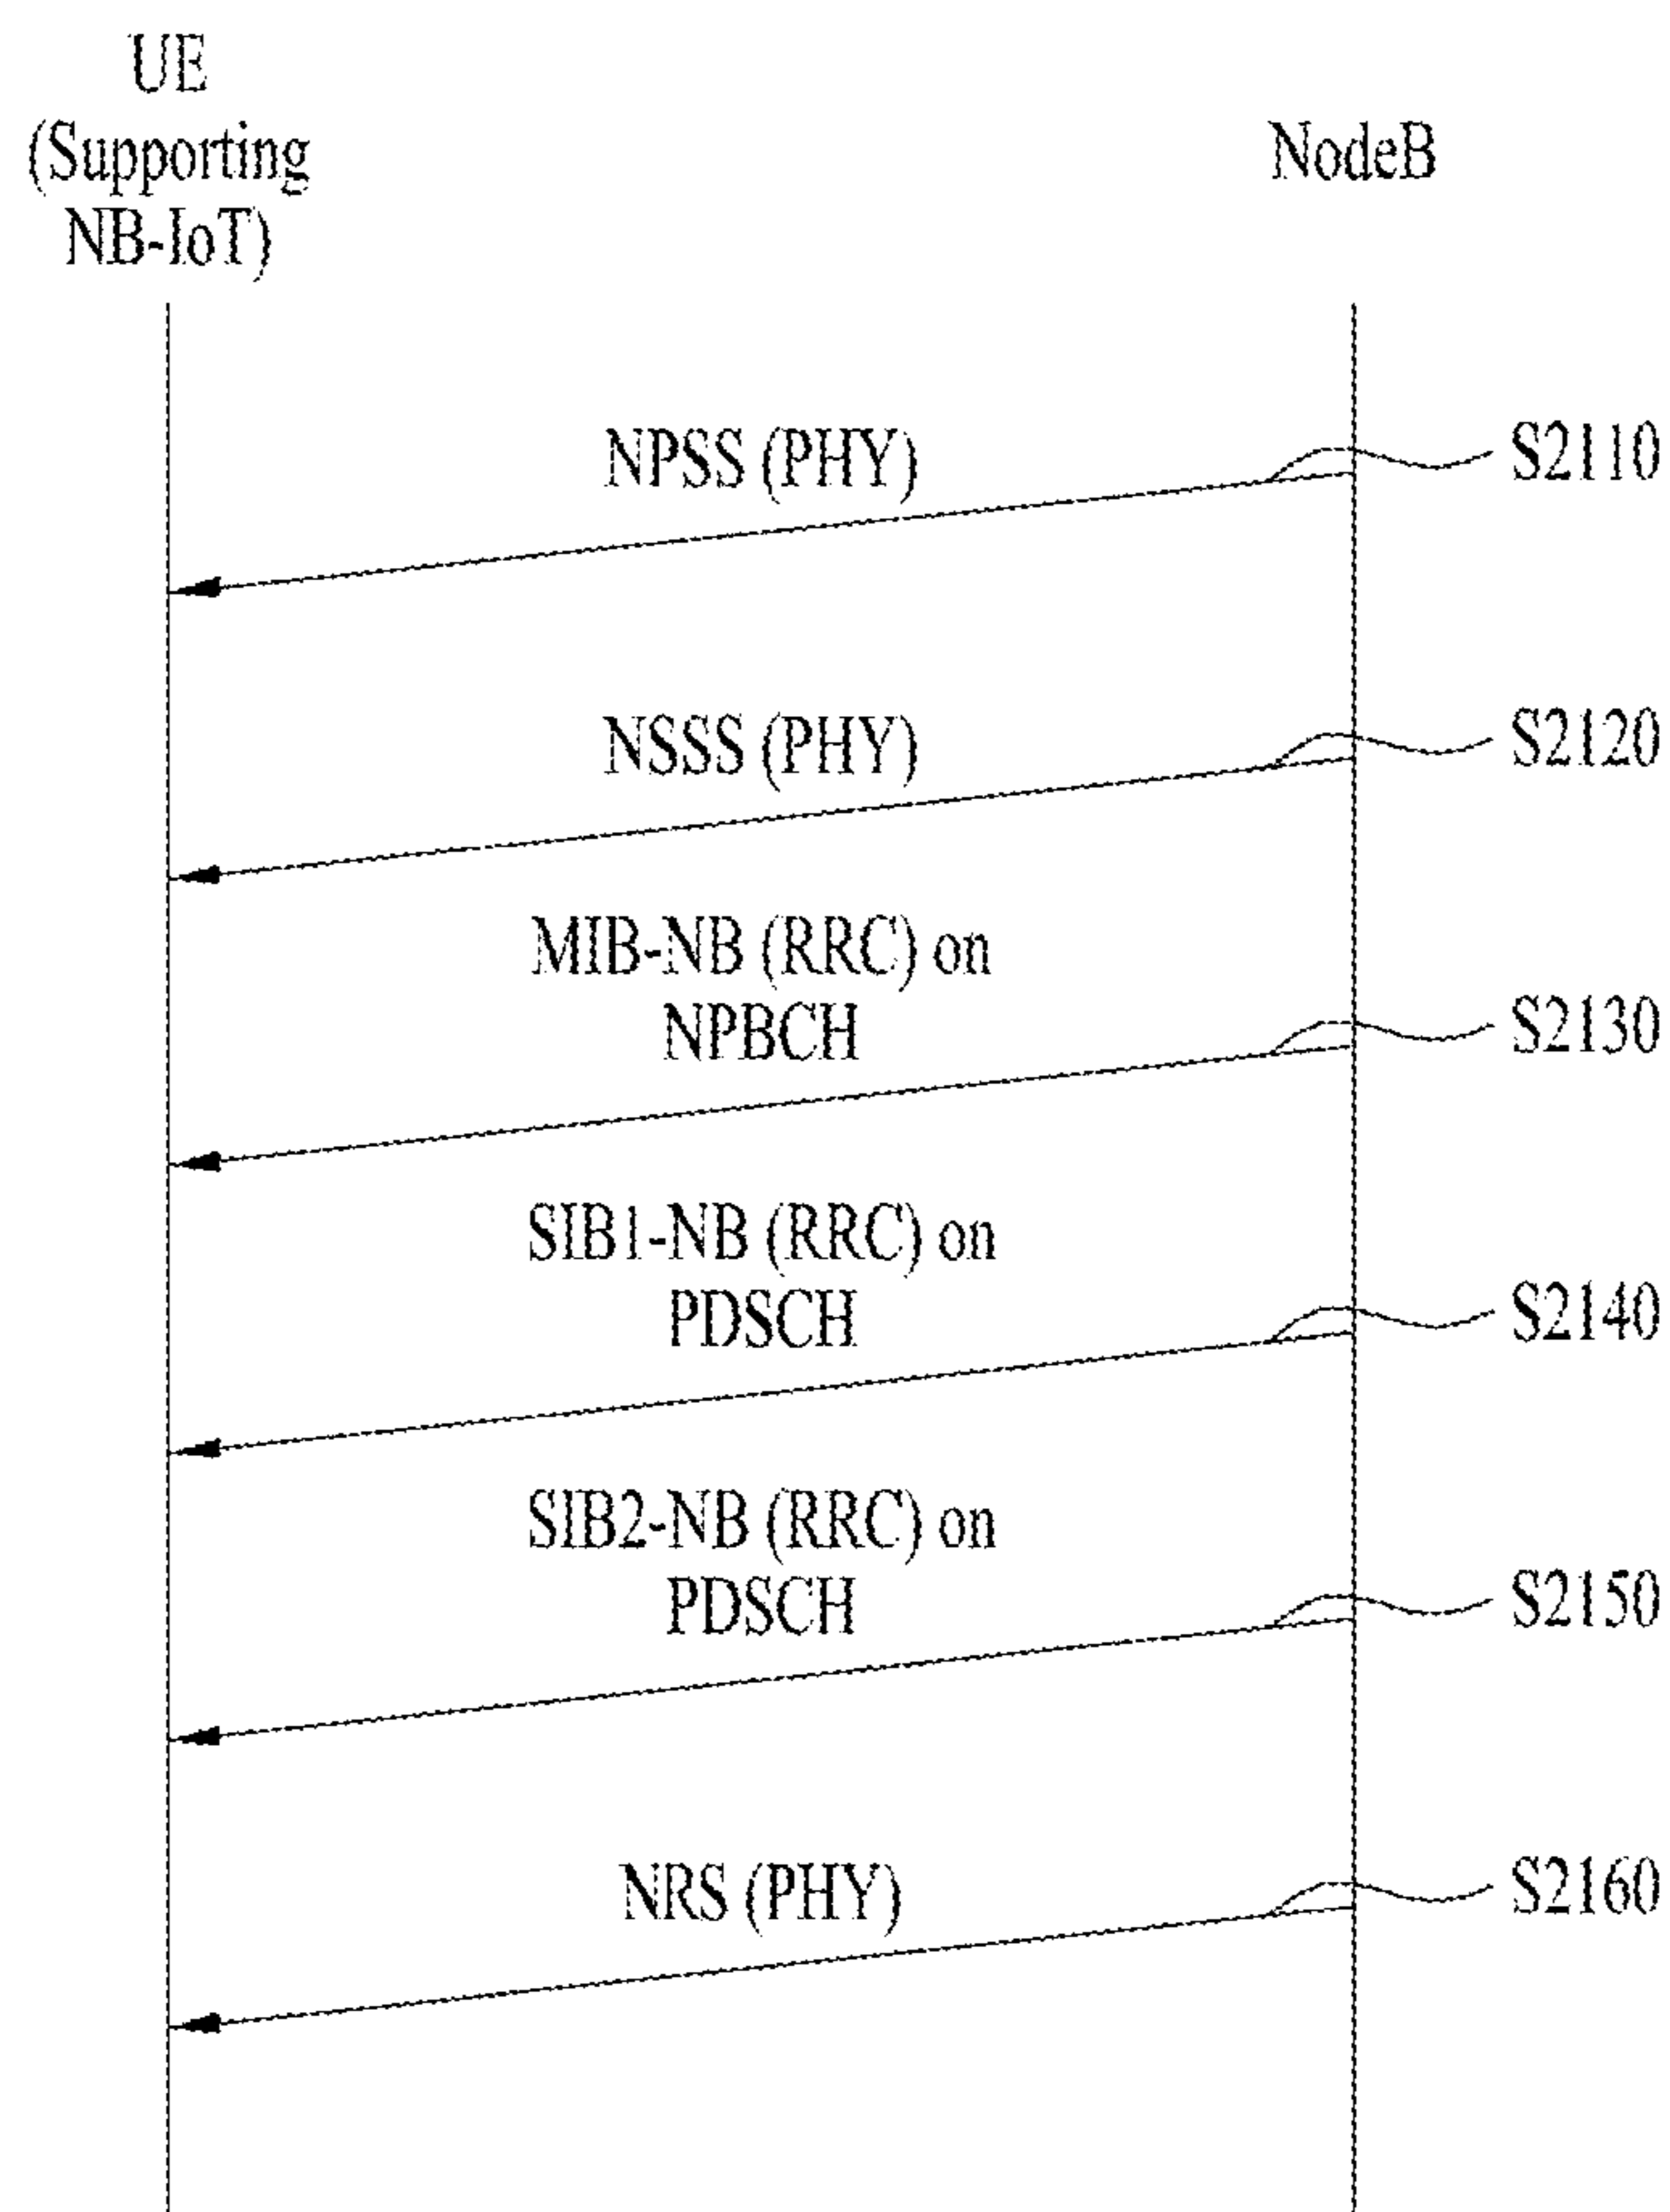 UE
(Supporting
NB-IoT)
NodeB
NPSS (PHY)
S2110
NSSS (PHY)
S2120
MIB-NB (RRC) on
NPBCH
S2130
SIB1-NB (RRC) on
PDSCH
S2140
SIB2-NB (RRC) on
PDSCH
S2150
NRS (PHY)
S2160